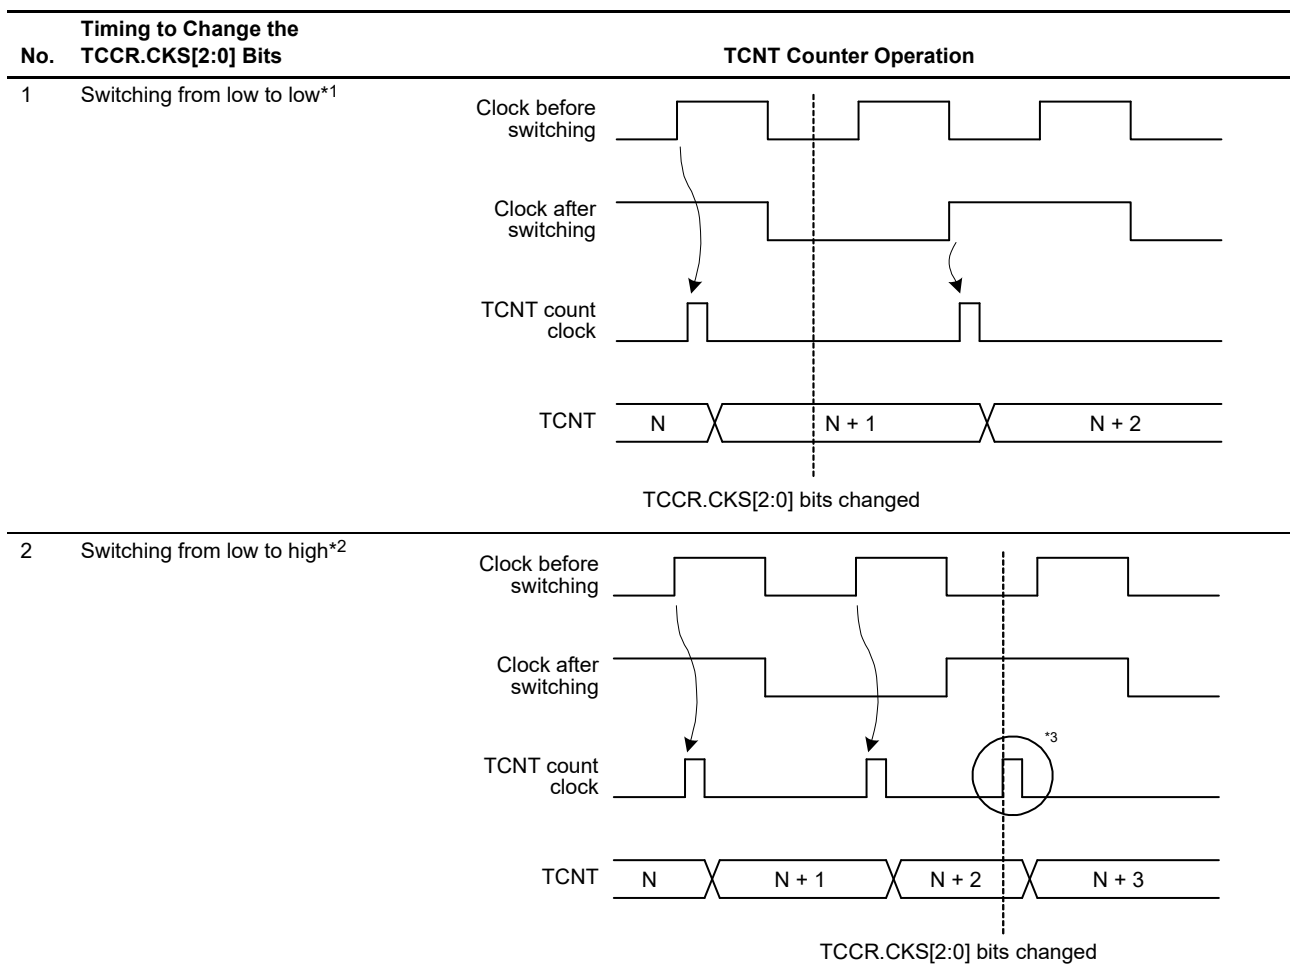 Timing to Change the
No. TCCR.CKS[2:0] Bits TCNT Counter Operation
1 Switching from low to low*1
Clock before
switching
Clock after
switching
TCNT count
clock
TCNT N N + 1 N + 2
TCCR.CKS[2:0] bits changed
2 Switching from low to high*2
Clock before
switching
Clock after
switching
*3
TCNT count
clock
TCNT N N + 1 N + 2 N + 3
TCCR.CKS[2:0] bits changed